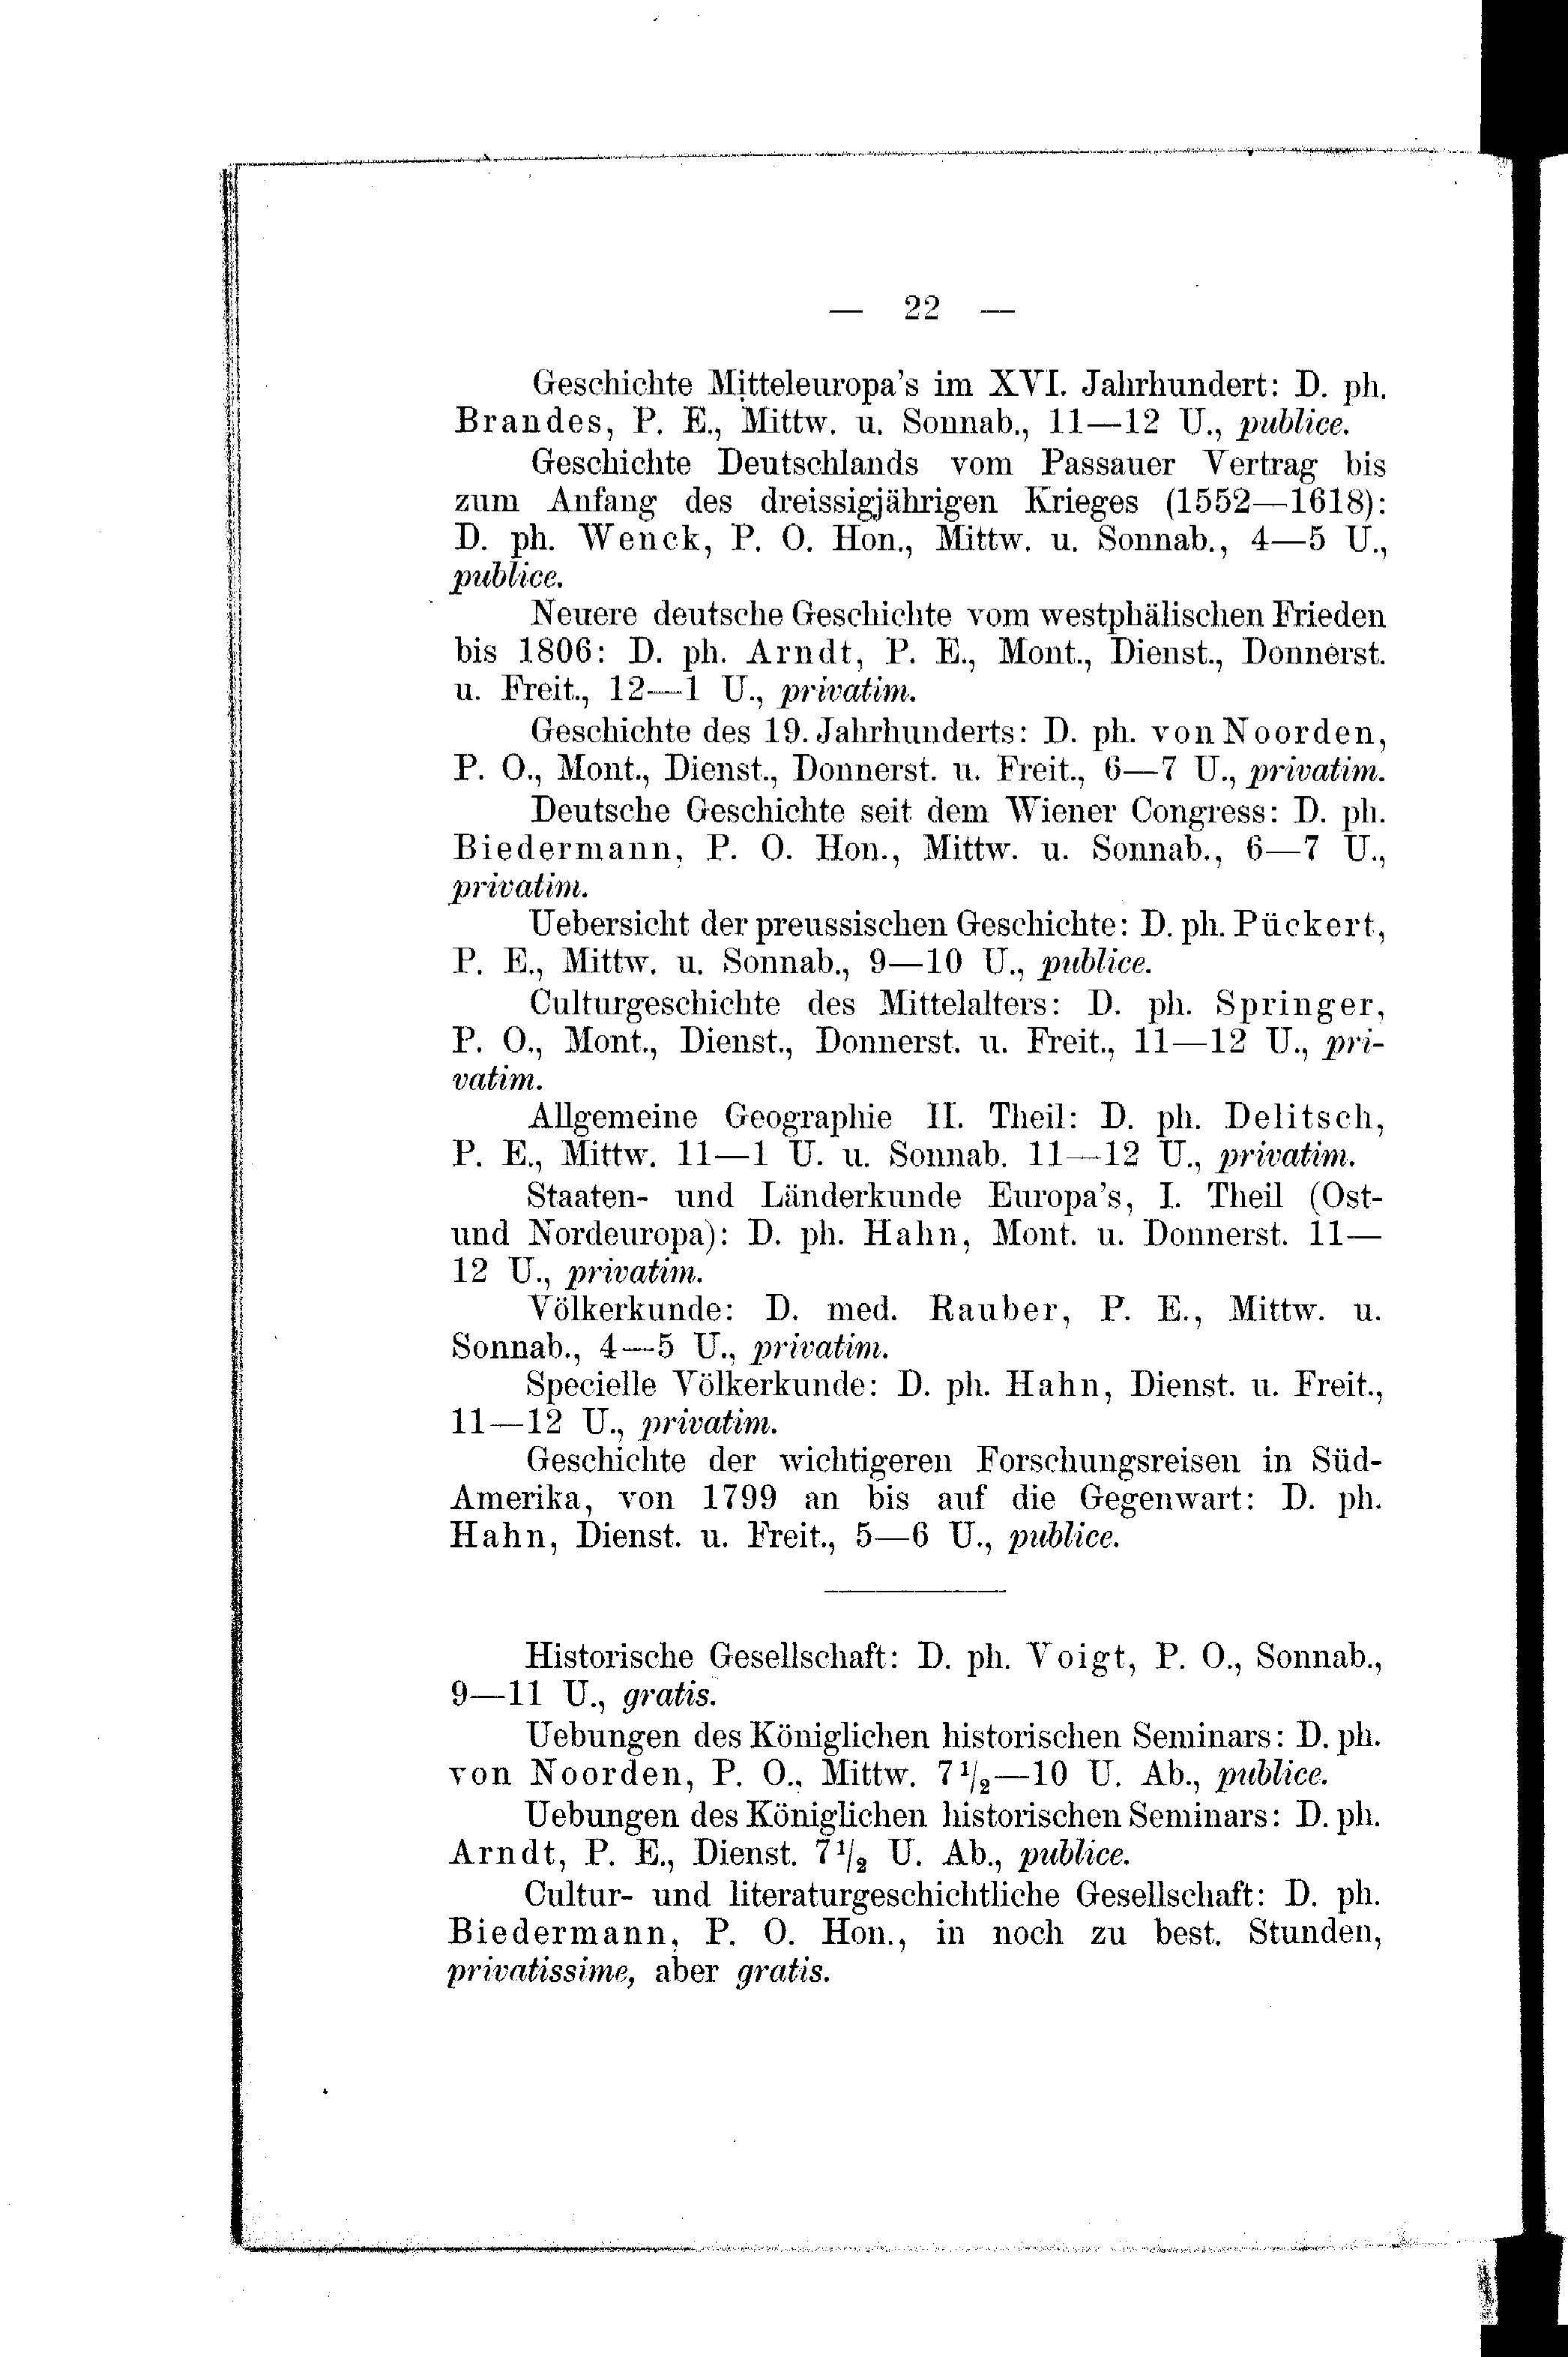 — 22 —
Geschichte Mitteleuropa's im XVI. Jahrhundert: D. ph.
Brandes, P. E., Mittw. u. Sonnab., 11—12 U., publice.
Geschichte Deutschlands vom Passauer Vertrag bis
zum Anfang des dreissigjährigen Krieges (1552—1618):
D. ph. Wenck, P. O. Hon., Mittw. u. Sonnab., 4—5 U.,
publice.
Neuere deutsche Geschichte vom westphälischen Frieden
bis 1806: D. ph. Arndt, P. E., Mont., Dienst., Donnerst.
u. Freit., 12—1 U., privatim.
Geschichte des 19. Jahrhunderts: D. ph. von Noorden,
P. O., Mont., Dienst., Donnerst. u. Freit., 6—7 U., privatim.
Deutsche Geschichte seit dem Wiener Congress: D. ph.
Biedermann, P. O. Hon., Mittw. u. Sonnab., 6—7 U.,
privatim.
Uebersicht der preussischen Geschichte: D. ph. Pückert,
P. E., Mittw. u. Sonnab., 9—10 U., publice.
Culturgeschichte des Mittelalters: D. ph. Springer,
P. O., Mont., Dienst., Donnerst. u. Freit., 11—12 U., pri-
vatim.
Allgemeine Geographie II. Theil: D. ph. Delitsch,
P. E., Mittw. 11—1 U. u. Sonnab. 11—12 U., privatim.
Staaten- und Länderkunde Europa's, I. Theil (Ost-
und Nordeuropa): D. ph. Hahn, Mont. u. Donnerst. 11—
12 U., privatim.
Völkerkunde: D. med. Rauber, P. E., Mittw. u.
Sonnab., 4—5 U., privatim.
Specielle Völkerkunde: D. ph. Hahn, Dienst. u. Freit.,
11—12 U., privatim.
Geschichte der wichtigeren Forschungsreisen in Süd-
Amerika, von 1799 an bis auf die Gegenwart: D. ph.
Hahn, Dienst. u. Freit., 5—6 U., publice.
Historische Gesellschaft: D. ph. Voigt, P. O., Sonnab.,
9—11 U., gratis.
Uebungen des Königlichen historischen Seminars: D. ph.
von Noorden, P. O., Mittw. 7 1/2—10 U. Ab., publice.
Uebungen des Königlichen historischen Seminars: D. ph.
Arndt, P. E., Dienst. 7 1/2 U. Ab., publice.
Cultur- und literaturgeschichtliche Gesellschaft: D. ph.
Biedermann, P. O. Hon., in noch zu best. Stunden,
privatissime, aber gratis.